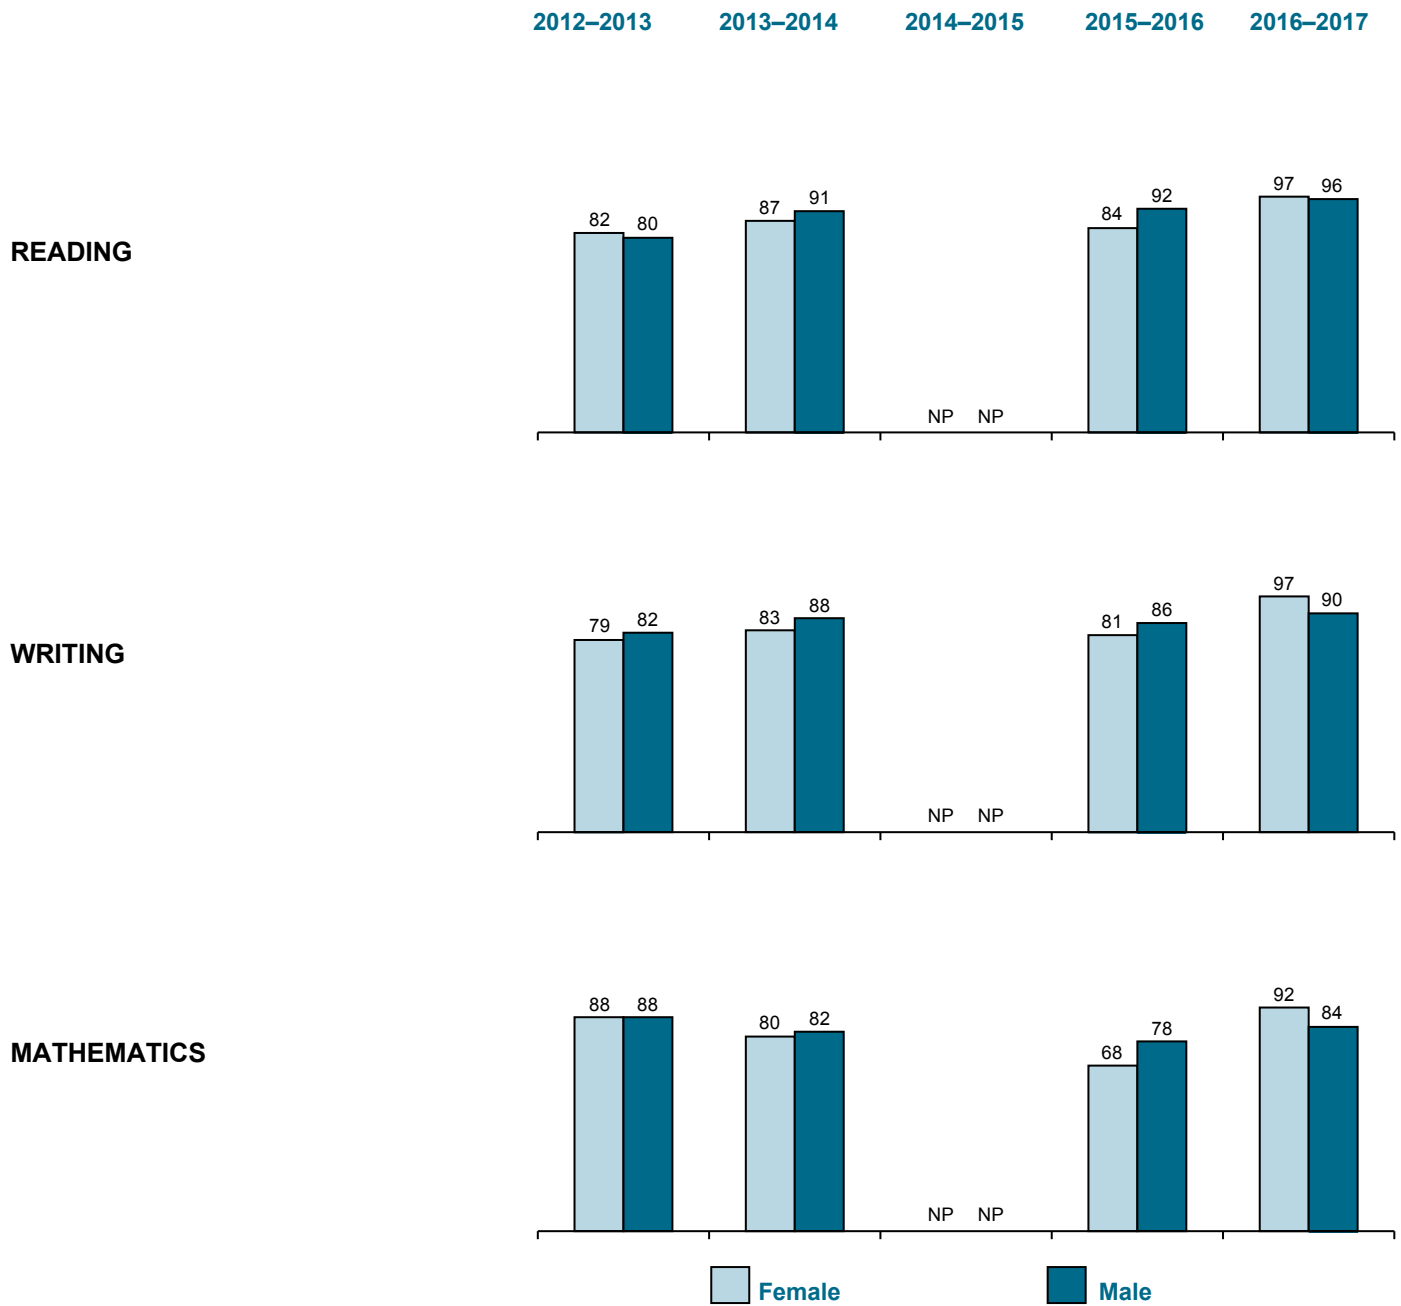 2012–2013 2013–2014 2014–2015 2015–2016 2016–2017
READING
82 80 87 91 NP NP 84 92 97 96
WRITING
79 82 83 88 NP NP 81 86 97 90
MATHEMATICS
88 88 80 82 NP NP 68 78 92 84
Female Male